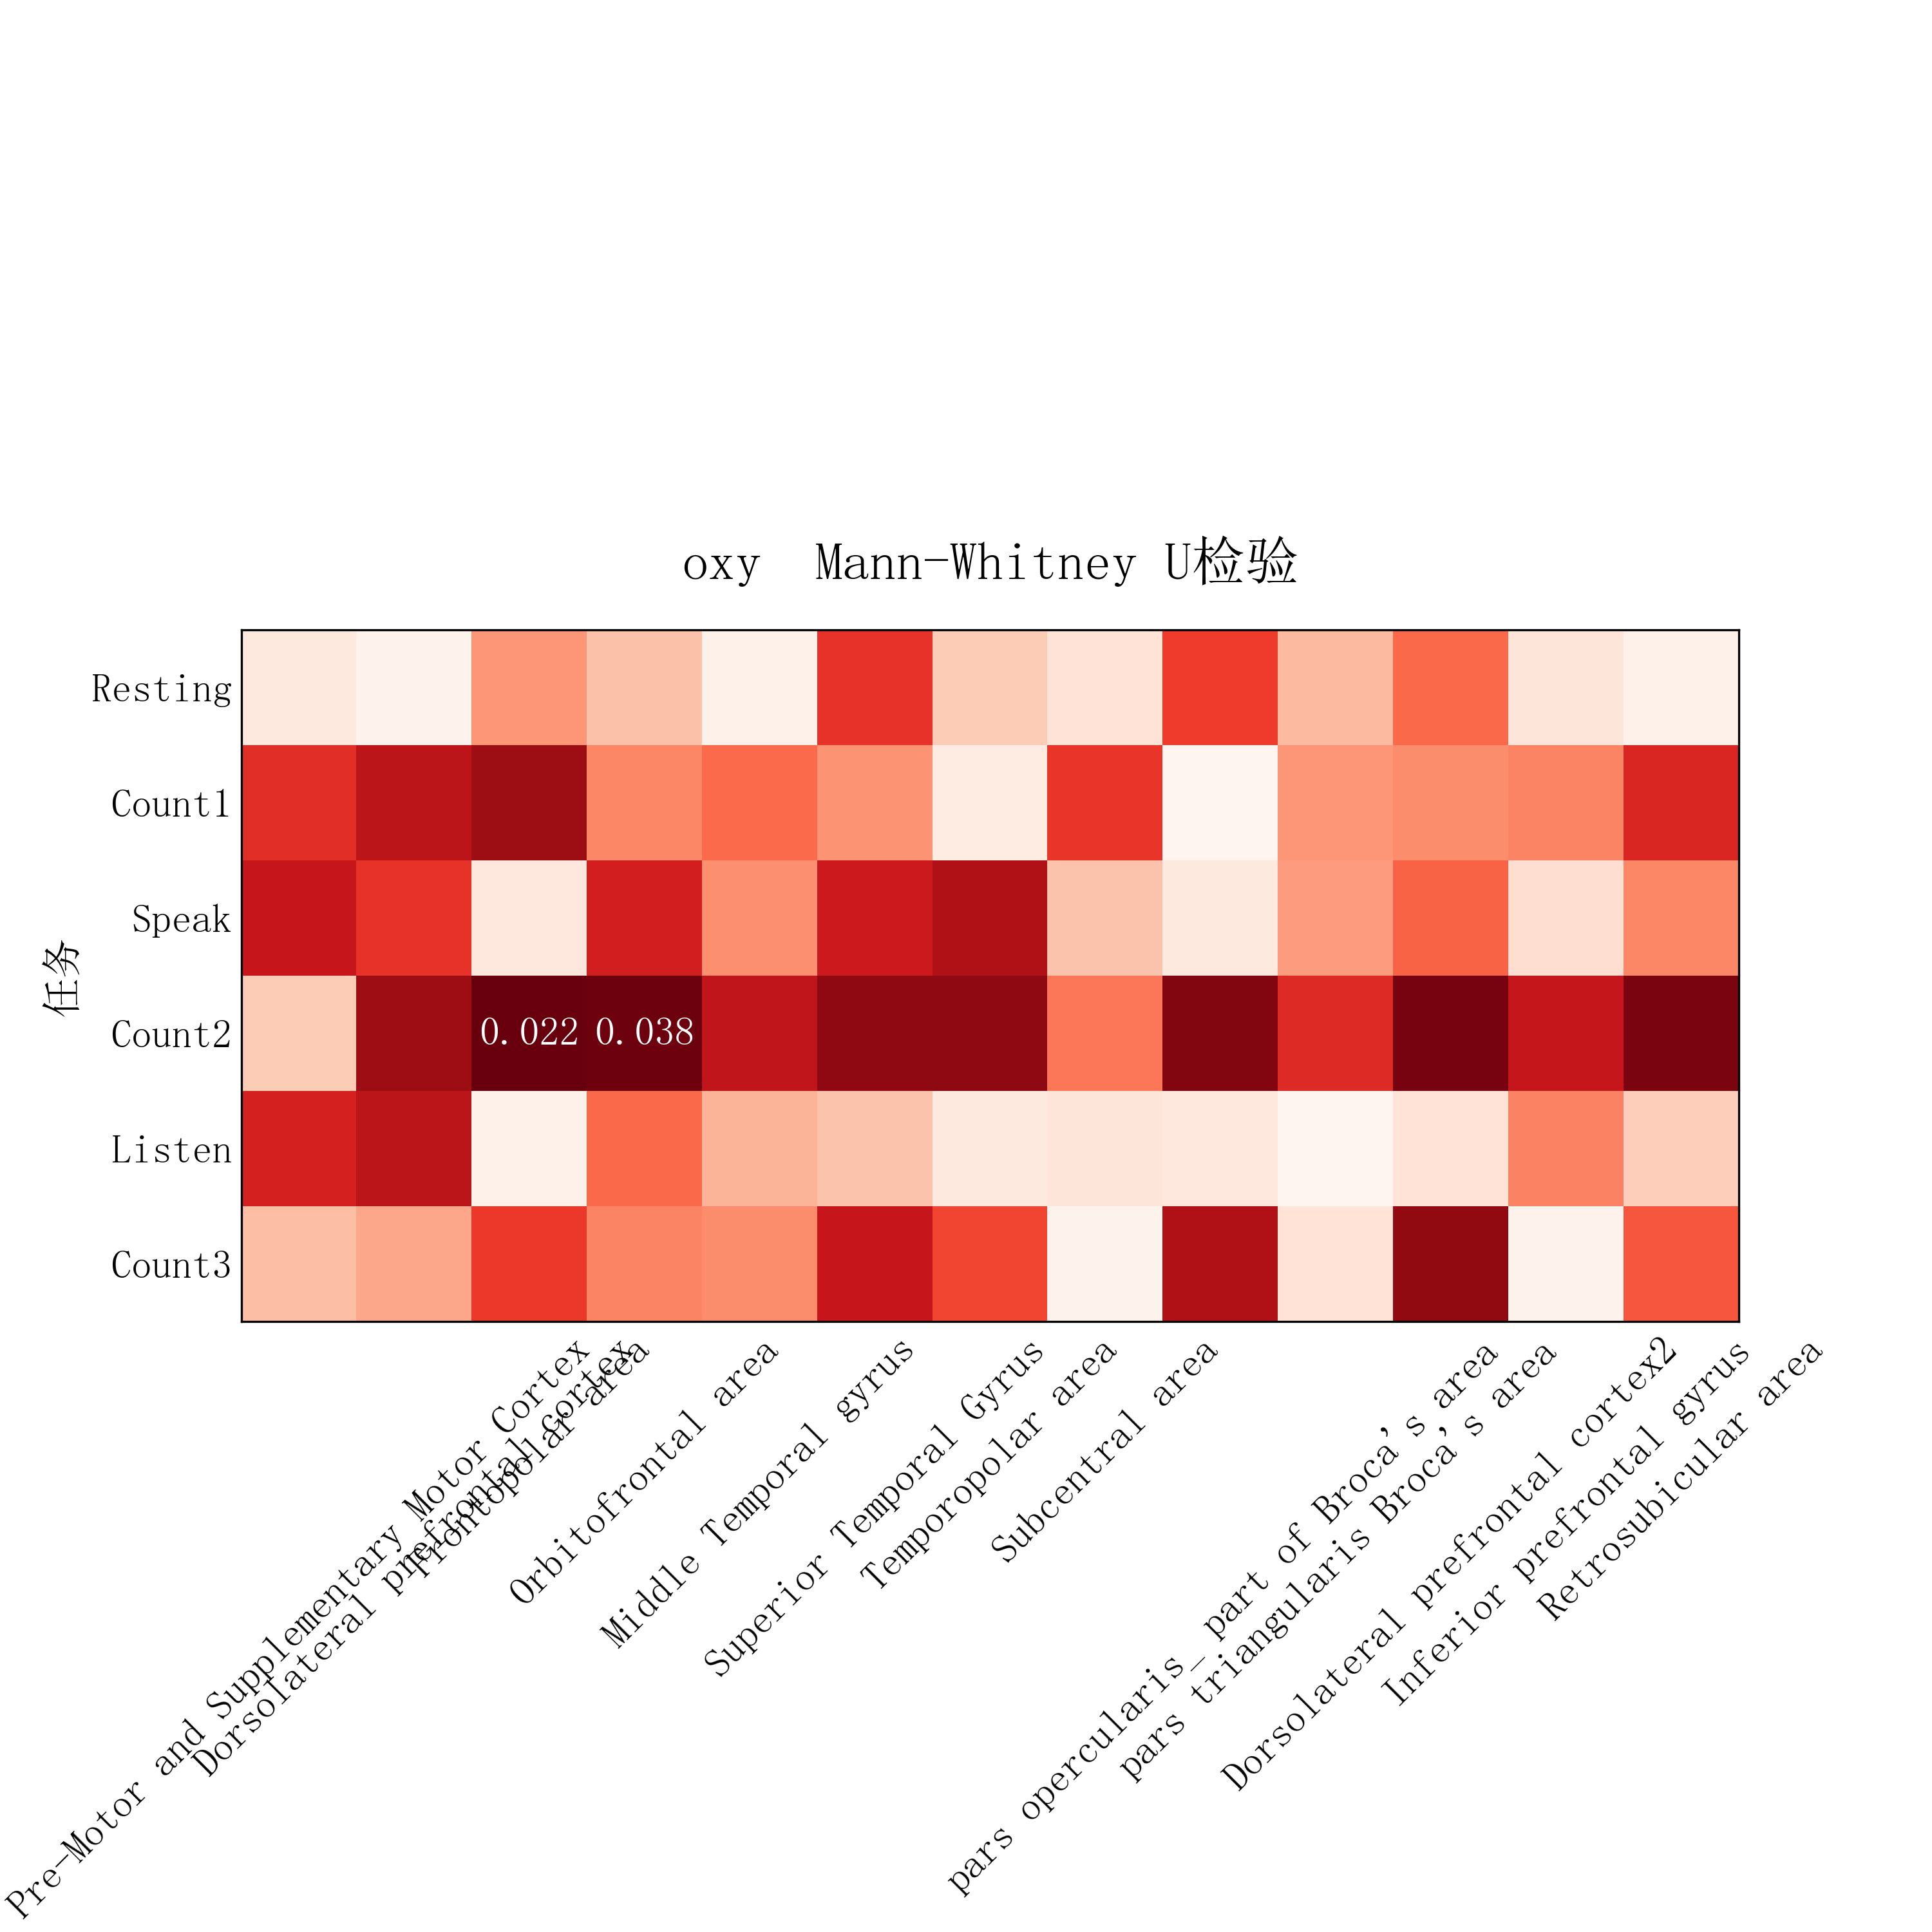 oxy  Mann-Whitney U检验
任务
Resting
Count1
Speak
Count2
0.022
0.038
Listen
Count3
Pre-Motor and Supplementary Motor Cortex
Dorsolateral prefrontal cortex
Frontopolar area
Orbitofrontal area
Middle Temporal gyrus
Superior Temporal Gyrus
Temporopolar area
Subcentral area
pars opercularis_ part of Broca's area
pars triangularis Broca's area
Dorsolateral prefrontal cortex2
Inferior prefrontal gyrus
Retrosubicular area